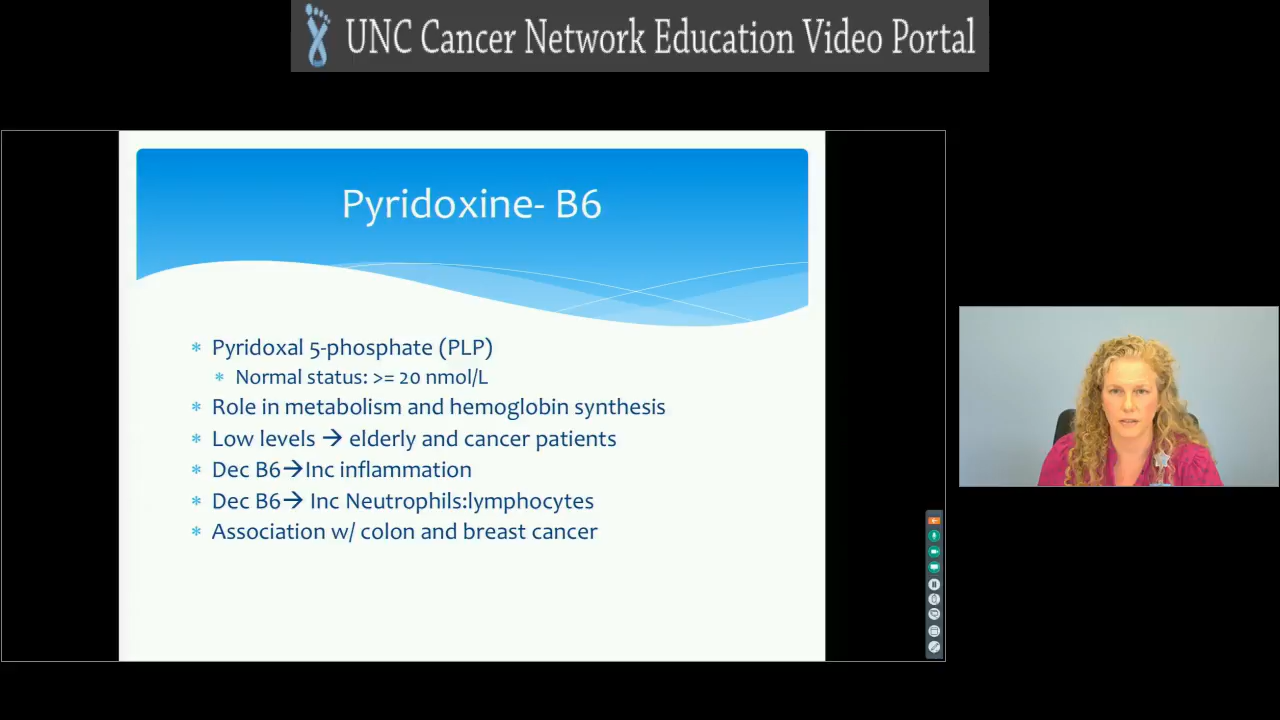 UNC Cancer Network Education Video Portal
Pyridoxine- B6
* Pyridoxal 5-phosphate (PLP)
* Normal status: >= 20 nmol/L
* Role in metabolism and hemoglobin synthesis
* Low levels → elderly and cancer patients
* Dec B6→Inc inflammation
* Dec B6→ Inc Neutrophils:lymphocytes
* Association w/ colon and breast cancer